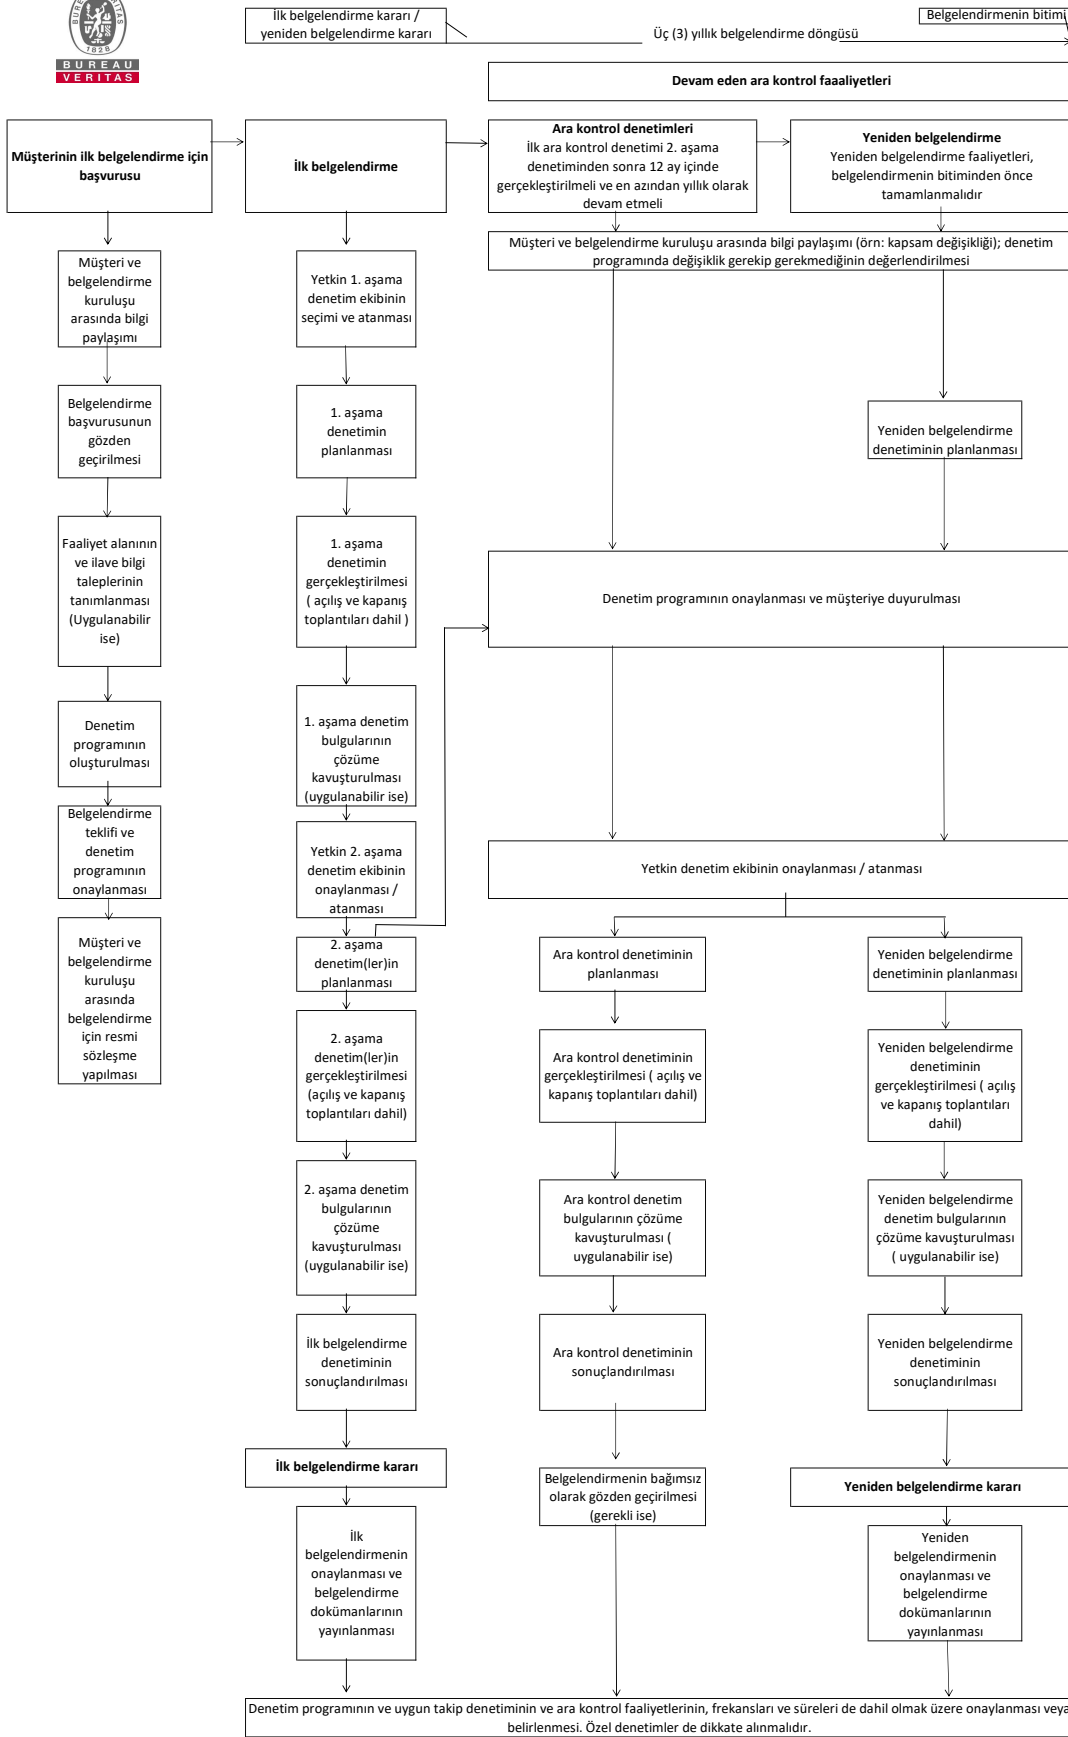 1828
BUREAU
VERITAS
İlk belgelendirme kararı /
yeniden belgelendirme kararı
Üç (3) yıllık belgelendirme döngüsü
Belgelendirmenin bitimi
Devam eden ara kontrol faaaliyetleri
Müşterinin ilk belgelendirme için
başvurusu
İlk belgelendirme
Ara kontrol denetimleri
İlk ara kontrol denetimi 2. aşama
denetiminden sonra 12 ay içinde
gerçekleştirilmeli ve en azından yıllık olarak
devam etmeli
Yeniden belgelendirme
Yeniden belgelendirme faaliyetleri,
belgelendirmenin bitiminden önce
tamamlanmalıdır
Müşteri ve belgelendirme kuruluşu arasında bilgi paylaşımı (örn: kapsam değişikliği); denetim
programında değişiklik gerekip gerekmediğinin değerlendirilmesi
Müşteri ve
belgelendirme
kuruluşu
arasında bilgi
paylaşımı
Belgelendirme
başvurusunun
gözden
geçirilmesi
Faaliyet alanının
ve ilave bilgi
taleplerinin
tanımlanması
(Uygulanabilir
ise)
Denetim
programının
oluşturulması
Belgelendirme
teklifi ve
denetim
programının
onaylanması
Müşteri ve
belgelendirme
kuruluşu
arasında
belgelendirme
için resmi
sözleşme
yapılması
Yetkin 1. aşama
denetim ekibinin
seçimi ve atanması
1. aşama
denetimin
planlanması
1. aşama
denetimin
gerçekleştirilmesi
( açılış ve kapanış
toplantıları dahil )
1. aşama denetim
bulgularının
çözüme
kavuşturulması
(uygulanabilir ise)
Yetkin 2. aşama
denetim ekibinin
onaylanması /
atanması
2. aşama
denetim(ler)in
planlanması
2. aşama
denetim(ler)in
gerçekleştirilmesi
(açılış ve kapanış
toplantıları dahil)
2. aşama denetim
bulgularının
çözüme
kavuşturulması
(uygulanabilir ise)
İlk belgelendirme
denetiminin
sonuçlandırılması
İlk belgelendirme kararı
İlk
belgelendirmenin
onaylanması ve
belgelendirme
dokümanlarının
yayınlanması
Yeniden belgelendirme
denetiminin planlanması
Denetim programının onaylanması ve müşteriye duyurulması
Yetkin denetim ekibinin onaylanması / atanması
Ara kontrol denetiminin
planlanması
Ara kontrol denetiminin
gerçekleştirilmesi ( açılış ve
kapanış toplantıları dahil)
Ara kontrol denetim
bulgularının çözüme
kavuşturulması (
uygulanabilir ise)
Ara kontrol denetiminin
sonuçlandırılması
Belgelendirmenin bağımsız
olarak gözden geçirilmesi
(gerekli ise)
Yeniden belgelendirme
denetiminin planlanması
Yeniden belgelendirme
denetiminin
gerçekleştirilmesi ( açılış
ve kapanış toplantıları
dahil)
Yeniden belgelendirme
denetim bulgularının
çözüme kavuşturulması
( uygulanabilir ise)
Yeniden belgelendirme
denetiminin
sonuçlandırılması
Yeniden belgelendirme kararı
Yeniden
belgelendirmenin
onaylanması ve
belgelendirme
dokümanlarının
yayınlanması
Denetim programının ve uygun takip denetiminin ve ara kontrol faaliyetlerinin, frekansları ve süreleri de dahil olmak üzere onaylanması veya
belirlenmesi. Özel denetimler de dikkate alınmalıdır.